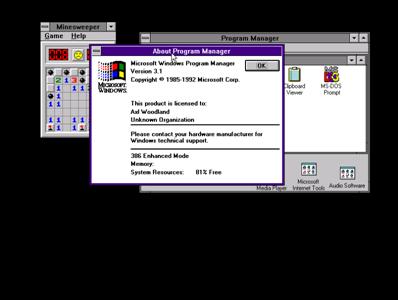 Minesweeper
Game Help
Program Manager
About Program Manager
Microsoft Windows Program Manager
Version 3.1
Copyright © 1985-1992 Microsoft Corp.
OK
MICROSOFT
WINDOWS.
This product is licensed to:
Axl Woodland
Unknown Organization
Please contact your hardware manufacturer for
Windows technical support.
386 Enhanced Mode
Memory:
System Resources: 81% Free
Clipboard
Viewer
MS-DOS
Prompt
Media Player
Microsoft
Internet Tools
Audio Software